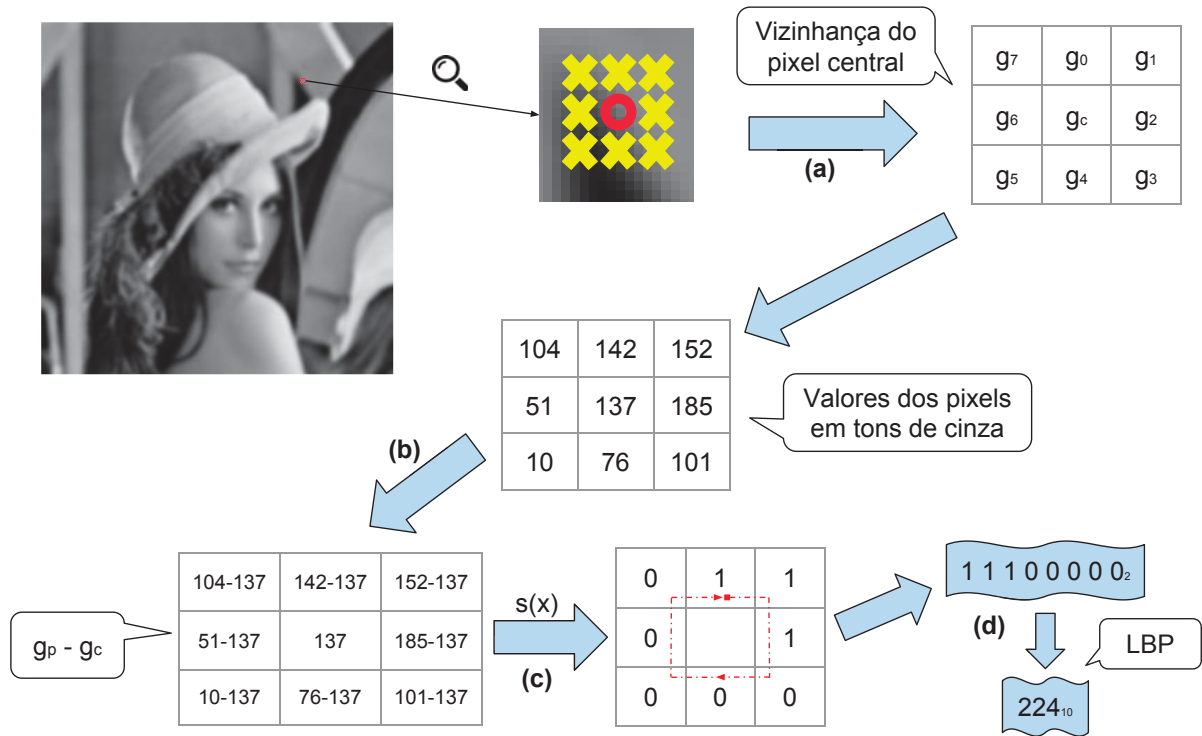 Vizinhança do
pixel central
(a)
g7 g0 g1
g6 gc g2
g5 g4 g3
104 142 152
51 137 185
10 76 101
Valores dos pixels
em tons de cinza
(b)
gp - gc
104-137 142-137 152-137
51-137 137 185-137
10-137 76-137 101-137
s(x)
(c)
0 1 1
0 1
0 0 0
1 1 1 0 0 0 0 0₂
(d)
LBP
224₁₀